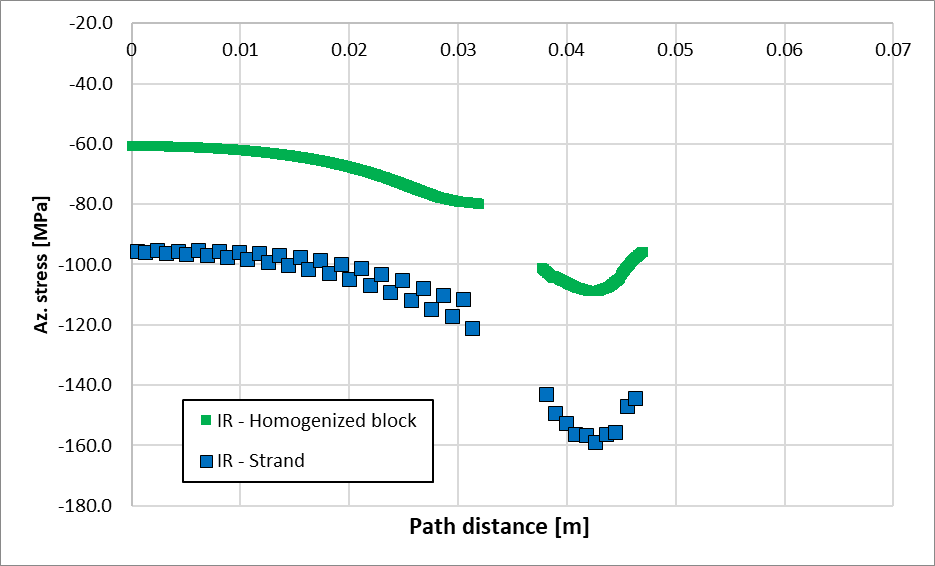 -20.0
0 0.01 0.02 0.03 0.04 0.05 0.06 0.07
-40.0
-60.0
-80.0
-100.0
-120.0
-140.0
-160.0
-180.0
Az. stress [MPa]
IR - Homogenized block
IR - Strand
Path distance [m]